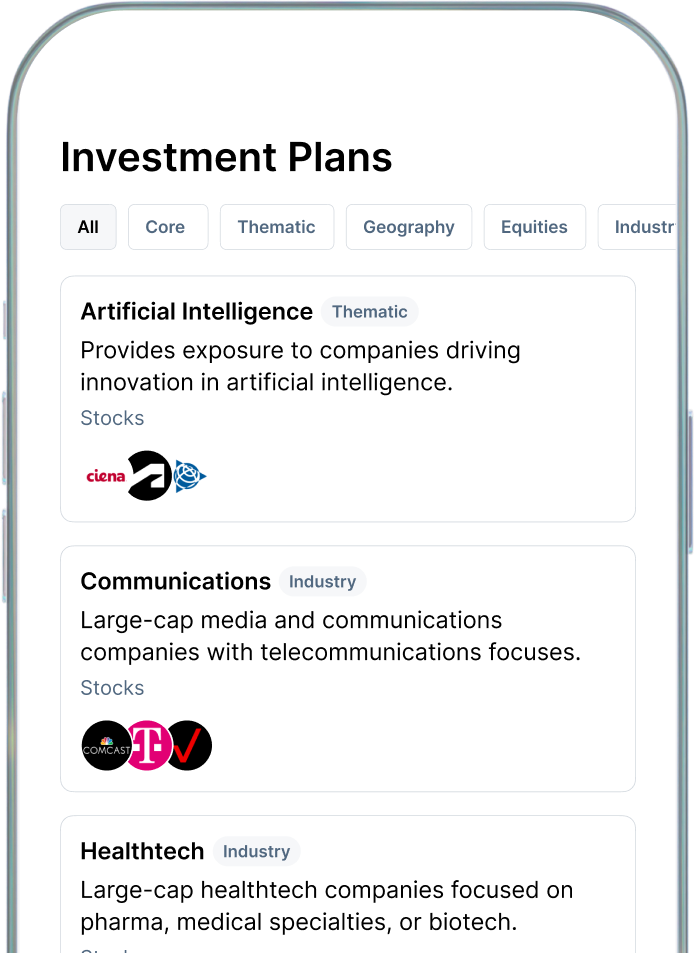 Investment Plans
All Core Thematic Geography Equities
Artificial Intelligence Thematic
Provides exposure to companies driving
innovation in artificial intelligence.
Stocks
ciena
Communications Industry
Large-cap media and communications
companies with telecommunications focuses.
Stocks
COMCAST T
Healthtech Industry
Large-cap healthtech companies focused on
pharma, medical specialties, or biotech.